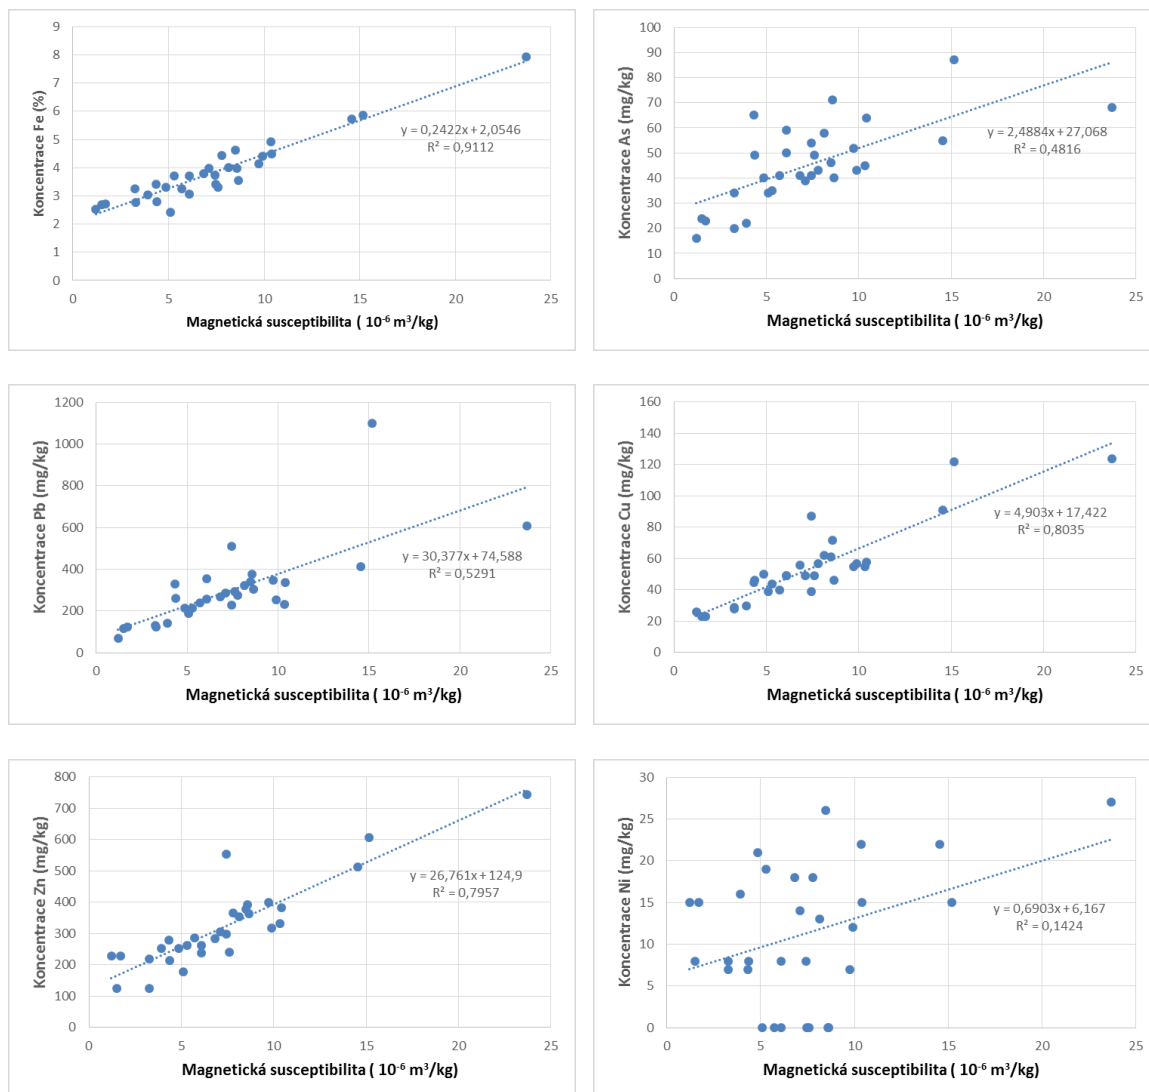 9
8
7
6
5
4
3
2
1
0
Koncentrace Fe (%)
y = 0,2422x + 2,0546
R² = 0,9112
0 5 10 15 20 25
Magnetická susceptibilita ( 10⁻⁶ m³/kg)
100
90
80
70
60
50
40
30
20
10
0
Koncentrace As (mg/kg)
y = 2,4884x + 27,068
R² = 0,4816
0 5 10 15 20 25
Magnetická susceptibilita ( 10⁻⁶ m³/kg)
1200
1000
800
600
400
200
0
Koncentrace Pb (mg/kg)
y = 30,377x + 74,588
R² = 0,5291
0 5 10 15 20 25
Magnetická susceptibilita ( 10⁻⁶ m³/kg)
160
140
120
100
80
60
40
20
0
Koncentrace Cu (mg/kg)
y = 4,903x + 17,422
R² = 0,8035
0 5 10 15 20 25
Magnetická susceptibilita ( 10⁻⁶ m³/kg)
800
700
600
500
400
300
200
100
0
Koncentrace Zn (mg/kg)
y = 26,761x + 124,9
R² = 0,7957
0 5 10 15 20 25
Magnetická susceptibilita ( 10⁻⁶ m³/kg)
30
25
20
15
10
5
0
Koncentrace Ni (mg/kg)
y = 0,6903x + 6,167
R² = 0,1424
0 5 10 15 20 25
Magnetická susceptibilita ( 10⁻⁶ m³/kg)